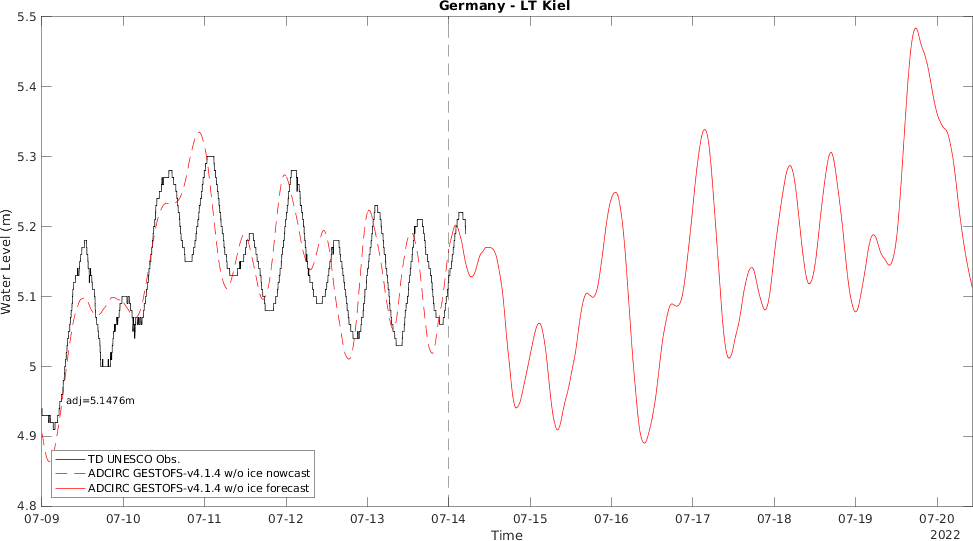 Germany - LT Kiel
5.5
5.4
5.3
5.2
5.1
5
4.9
4.8
Water Level (m)
adj=5.1476m
TD UNESCO Obs.
ADCIRC GESTOFS-v4.1.4 w/o ice nowcast
ADCIRC GESTOFS-v4.1.4 w/o ice forecast
07-09 07-10 07-11 07-12 07-13 07-14 07-15 07-16 07-17 07-18 07-19 07-20
Time
2022